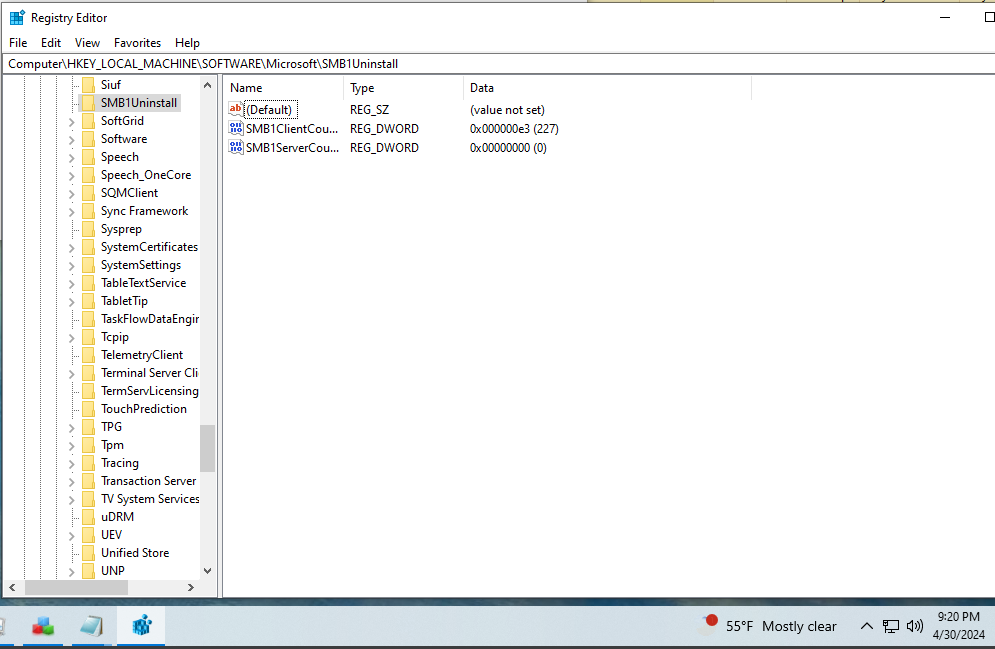 Registry Editor
File Edit View Favorites Help
Computer\HKEY_LOCAL_MACHINE\SOFTWARE\Microsoft\SMB1Uninstall
Siuf
SMB1Uninstall
SoftGrid
Software
Speech
Speech_OneCore
SQMClient
Sync Framework
Sysprep
SystemCertificates
SystemSettings
TableTextService
TabletTip
TaskFlowDataEngin
Tcpip
TelemetryClient
Terminal Server Cli
TermServLicensing
TouchPrediction
TPG
Tpm
Tracing
Transaction Server
TV System Services
uDRM
UEV
Unified Store
UNP
Name Type Data
ab (Default) REG_SZ (value not set)
SMB1ClientCou... REG_DWORD 0x000000e3 (227)
SMB1ServerCou... REG_DWORD 0x00000000 (0)
55°F Mostly clear
9:20 PM
4/30/2024